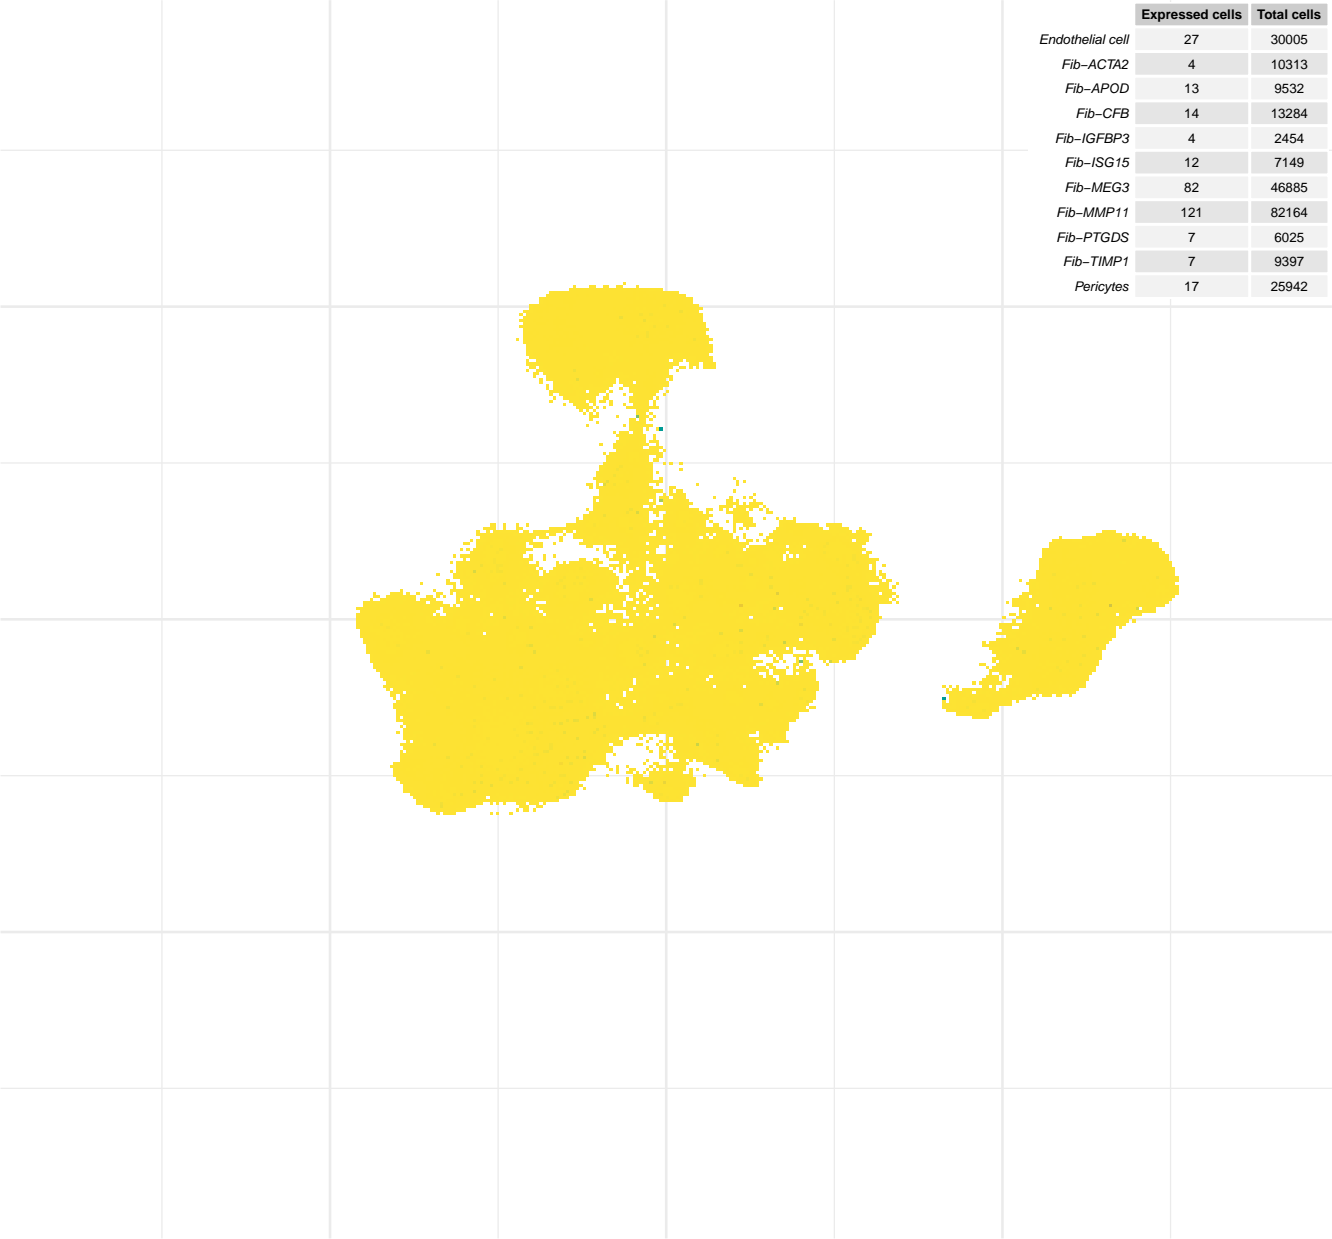 Expressed cells Total cells
Endothelial cell 27 30005
Fib−ACTA2 4 10313
Fib−APOD 13 9532
Fib−CFB 14 13284
Fib−IGFBP3 4 2454
Fib−ISG15 12 7149
Fib−MEG3 82 46885
Fib−MMP11 121 82164
Fib−PTGDS 7 6025
Fib−TIMP1 7 9397
Pericytes 17 25942